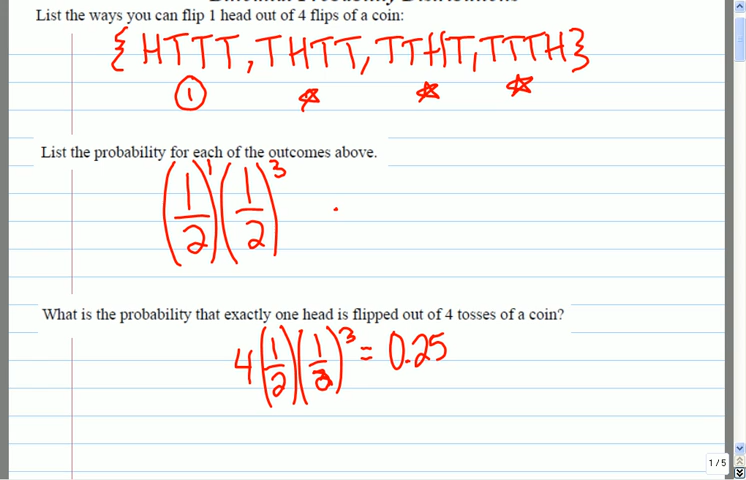 List the ways you can flip 1 head out of 4 flips of a coin:
{ HTTT, THTT, TTHT, TTTH}
1
List the probability for each of the outcomes above.
(1/2)^1 (1/2)^3
What is the probability that exactly one head is flipped out of 4 tosses of a coin?
4(1/2)(1/2)^3 = 0.25
1/5